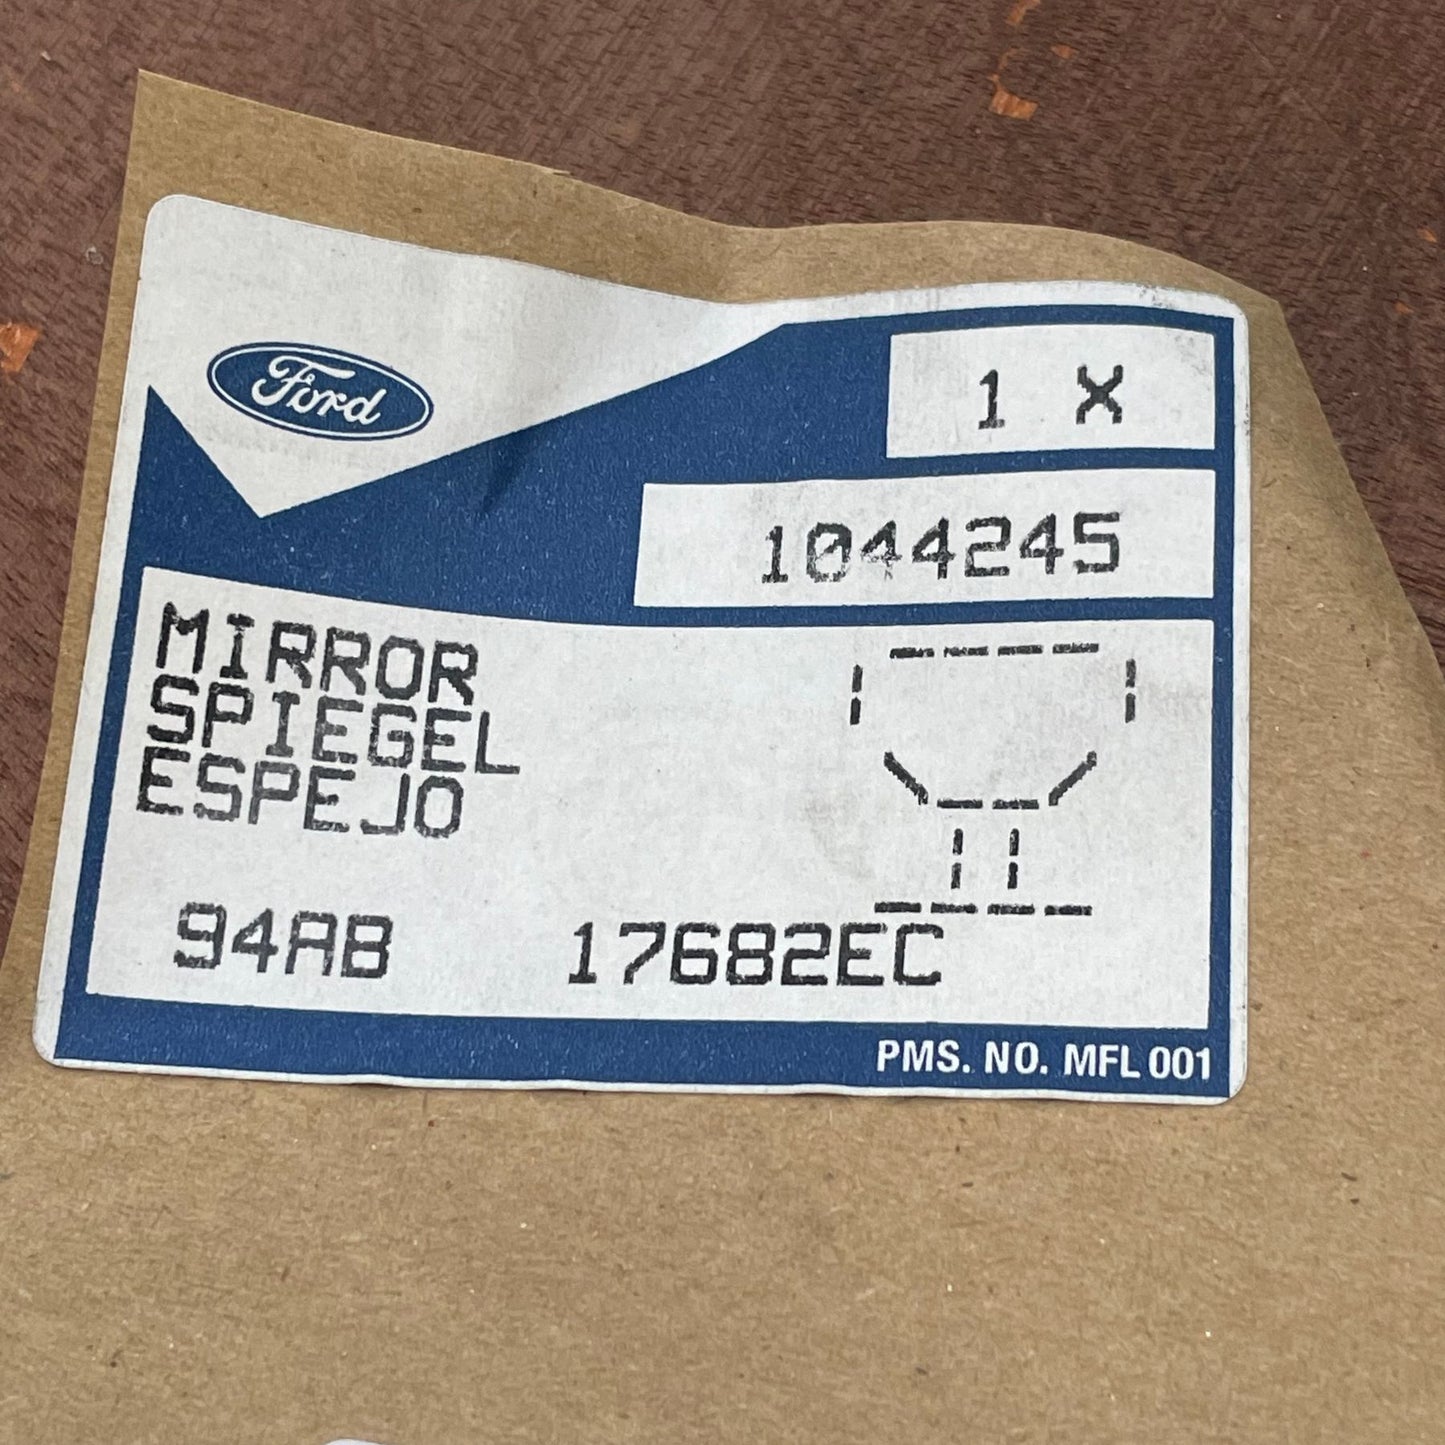 Ford
1 X
1044245
MIRROR
SPIEGEL
ESPEJO
94AB 17682EC
PMS. NO. MFL 001